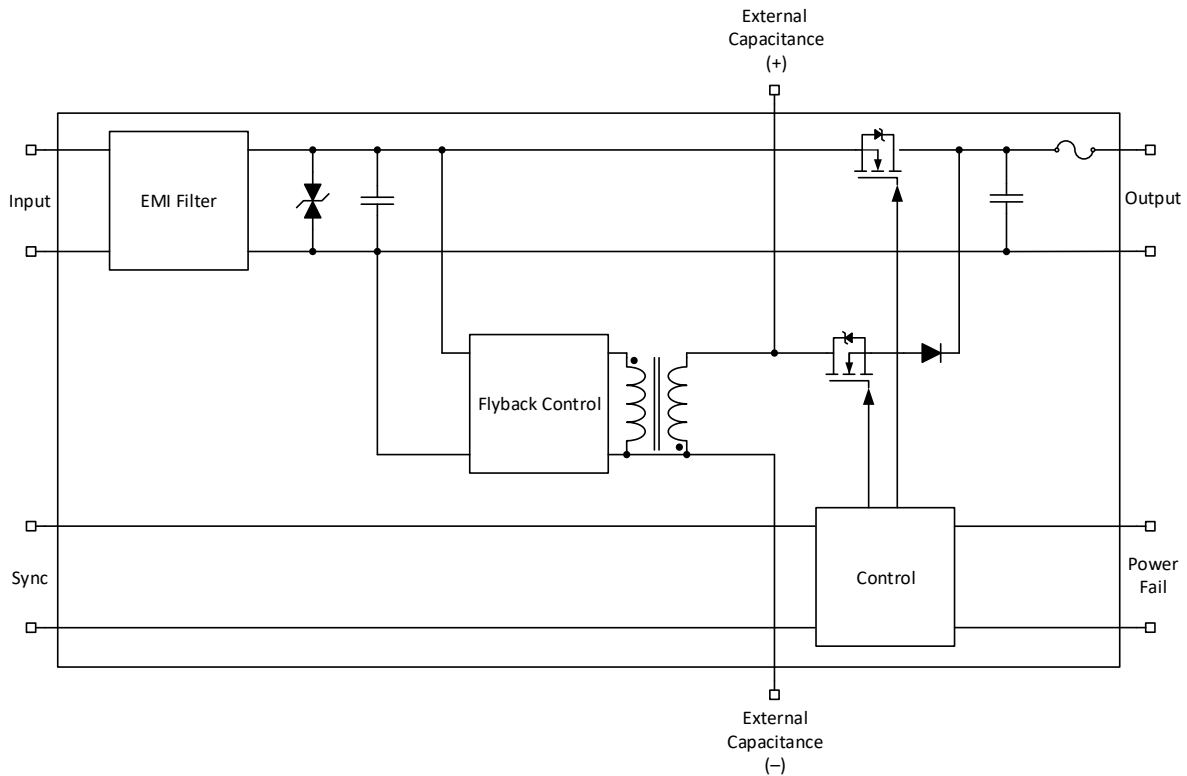 External
Capacitance
(+)
Input
EMI Filter
Output
Flyback Control
Sync
Control
Power
Fail
External
Capacitance
(–)